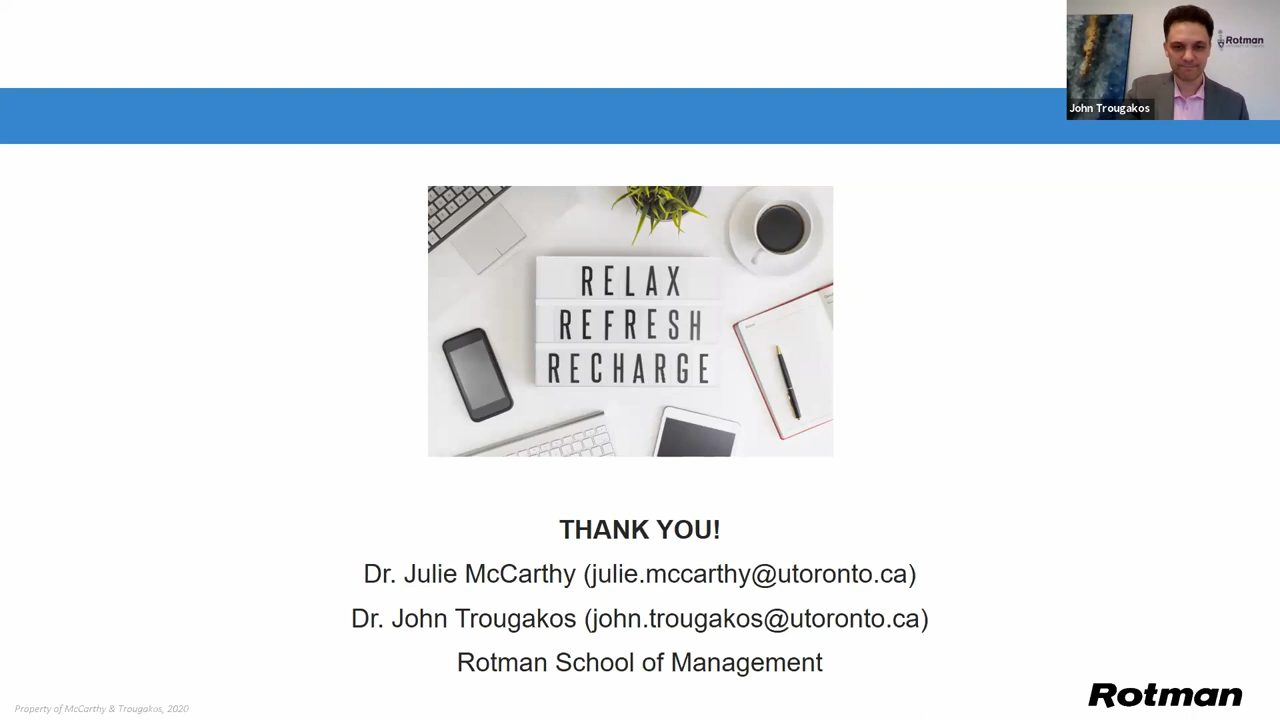 Rotman
John Trougakos
RELAX
REFRESH
RECHARGE
THANK YOU!
Dr. Julie McCarthy (julie.mccarthy@utoronto.ca)
Dr. John Trougakos (john.trougakos@utoronto.ca)
Rotman School of Management
Property of McCarthy & Trougakos, 2020
Rotman